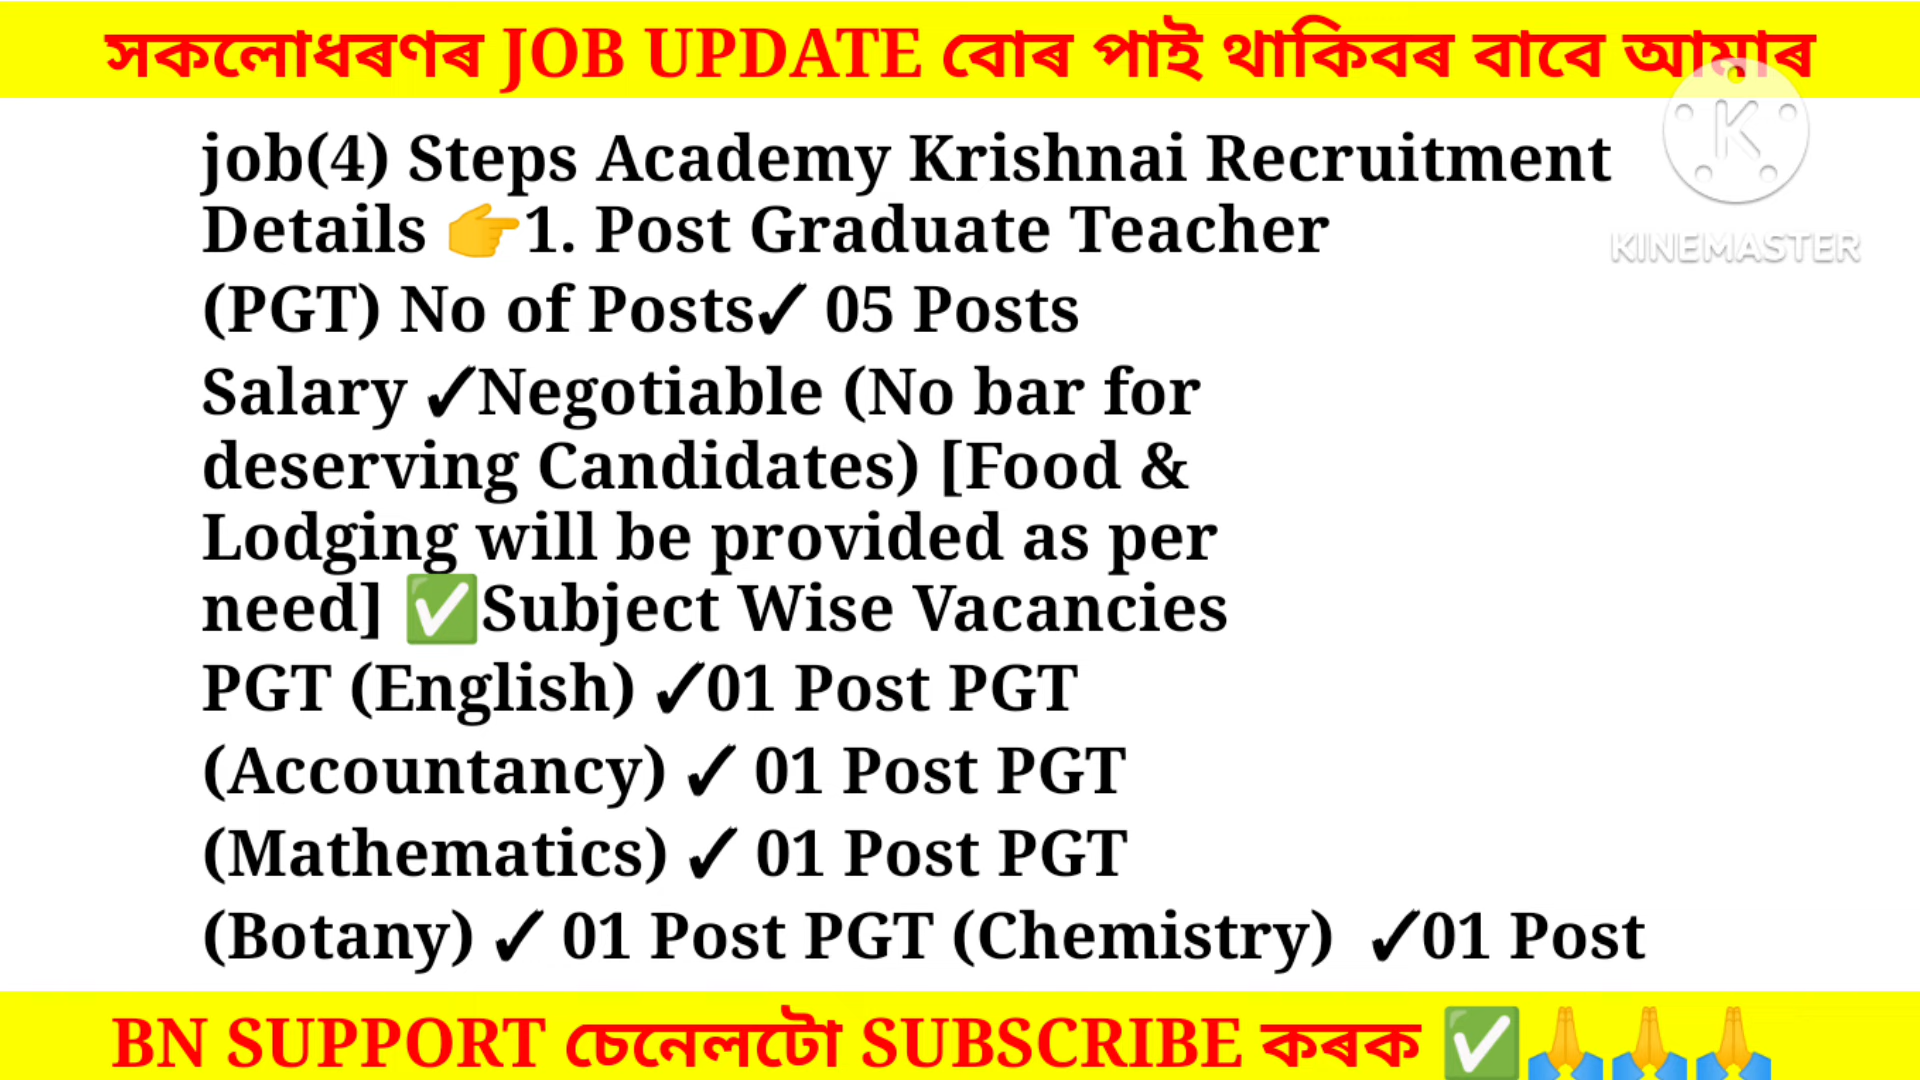 সকলোধৰণৰ JOB UPDATE বোৰ পাই থাকিবৰ বাবে আমাৰ
job(4) Steps Academy Krishnai Recruitment
Details 👉1. Post Graduate Teacher
(PGT) No of Posts✓ 05 Posts
Salary ✓Negotiable (No bar for
deserving Candidates) [Food &
Lodging will be provided as per
need] ✅Subject Wise Vacancies
PGT (English) ✓01 Post PGT
(Accountancy) ✓ 01 Post PGT
(Mathematics) ✓ 01 Post PGT
(Botany) ✓ 01 Post PGT (Chemistry) ✓01 Post
BN SUPPORT চেনেলটো SUBSCRIBE কৰক ✅🙏🙏🙏
K
KINEMASTER